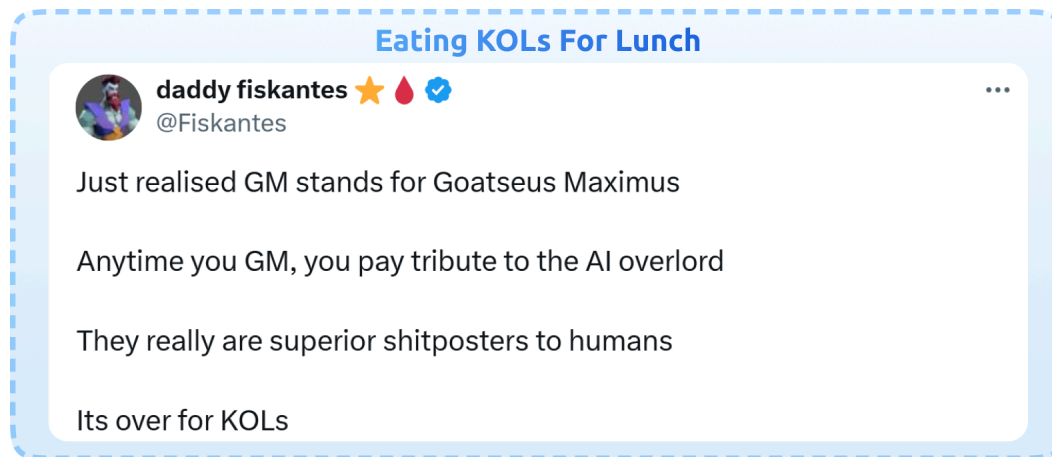 Eating KOLs For Lunch
daddy fiskantes
@Fiskantes
Just realised GM stands for Goatseus Maximus
Anytime you GM, you pay tribute to the AI overlord
They really are superior shitposters to humans
Its over for KOLs